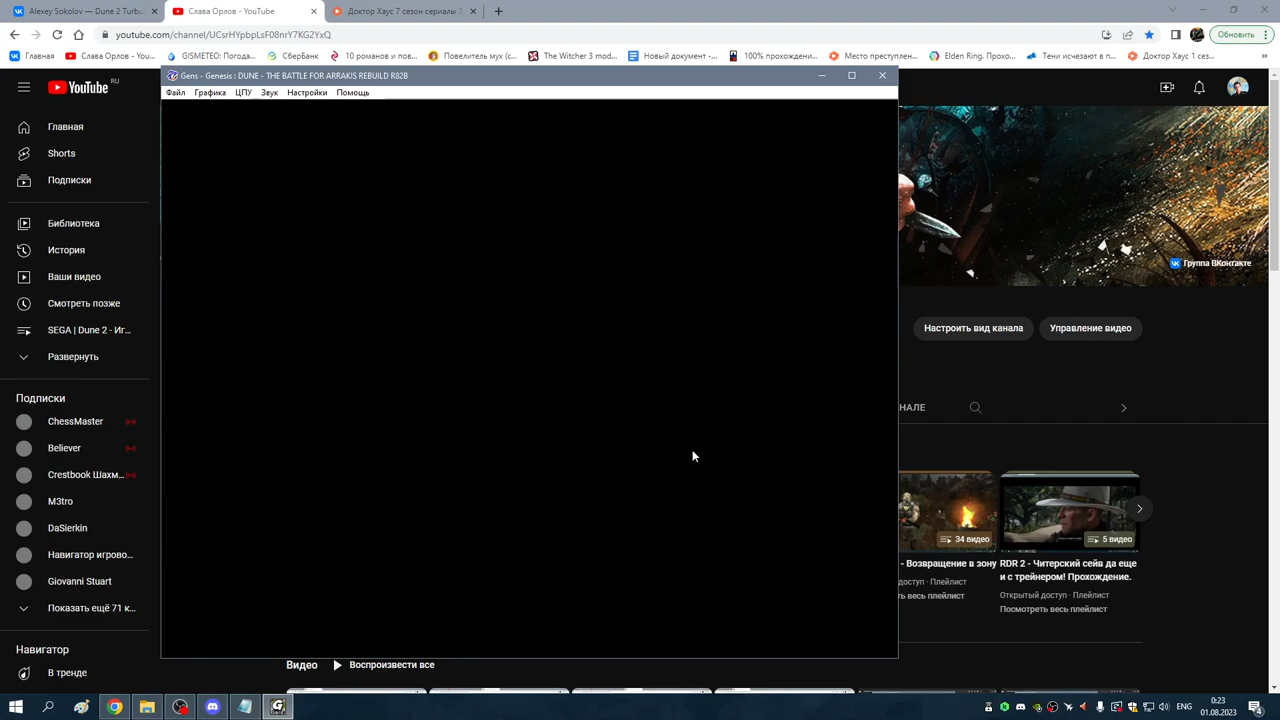 Alexey Sokolov — Dune 2 Turbo
Слава Орлов - YouTube
Доктор Хаус 7 сезон сериалы
youtube.com/channel/UCsrHYpbpLsF08nrY7KG2YxQ
Обновить
Главная
Слава Орлов - YouT...
GISMETEO: Погода...
СберБанк
10 романов и пов...
Повелитель мух (с...
The Witcher 3 mod...
Новый документ -...
100% прохождени...
Место преступлен...
Elden Ring. Прохо...
Тени исчезают в п...
Доктор Хаус 1 сез...
Gens - Genesis : DUNE - THE BATTLE FOR ARRAKIS REBUILD R82B
Файл Графика ЦПУ Звук Настройки Помощь
YouTube RU
Главная
Shorts
Подписки
Библиотека
История
Ваши видео
Смотреть позже
SEGA | Dune 2 - Иг...
Развернуть
Подписки
ChessMaster
Believer
Crestbook Шахм...
M3tro
DaSierkin
Навигатор игрово...
Giovanni Stuart
Показать ещё 71 к...
Навигатор
В тренде
Группа ВКонтакте
Настроить вид канала
Управление видео
НАЛЕ
34 видео
5 видео
- Возвращение в зону
RDR 2 - Читерский сейв да еще
и с трейнером! Прохождение.
доступ · Плейлист
Открытый доступ · Плейлист
ть весь плейлист
Посмотреть весь плейлист
Видео
Воспроизвести все
ENG
0:23
01.08.2023
4